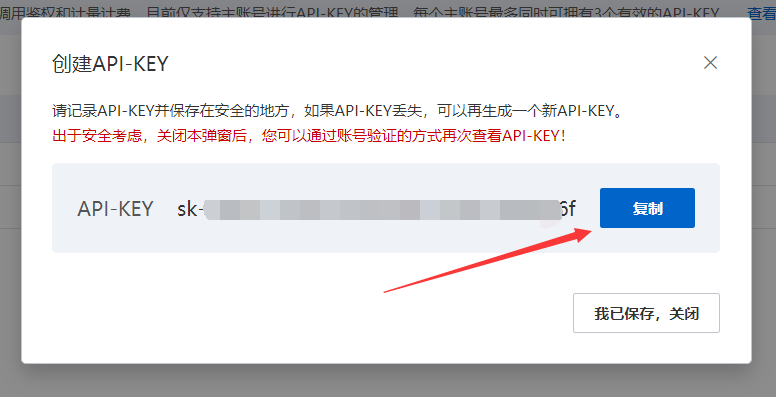 调用鉴权和计量计费。目前仅支持主账号进行API-KEY的管理，每个主账号最多同时可拥有3个有效的API-KEY 查看
创建API-KEY
请记录API-KEY并保存在安全的地方，如果API-KEY丢失，可以再生成一个新API-KEY。
出于安全考虑，关闭本弹窗后，您可以通过账号验证的方式再次查看API-KEY！
API-KEY sk- 6f 复制
我已保存，关闭